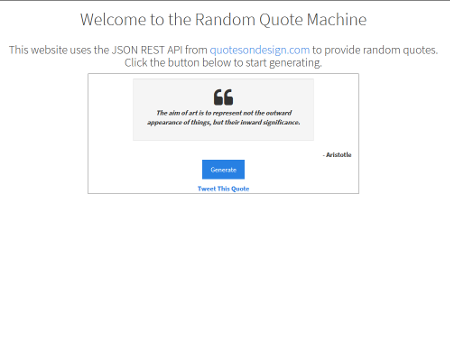 Welcome to the Random Quote Machine
This website uses the JSON REST API from quotesondesign.com to provide random quotes.
Click the button below to start generating.
The aim of art is to represent not the outward
appearance of things, but their inward significance.
- Aristotle
Generate
Tweet This Quote